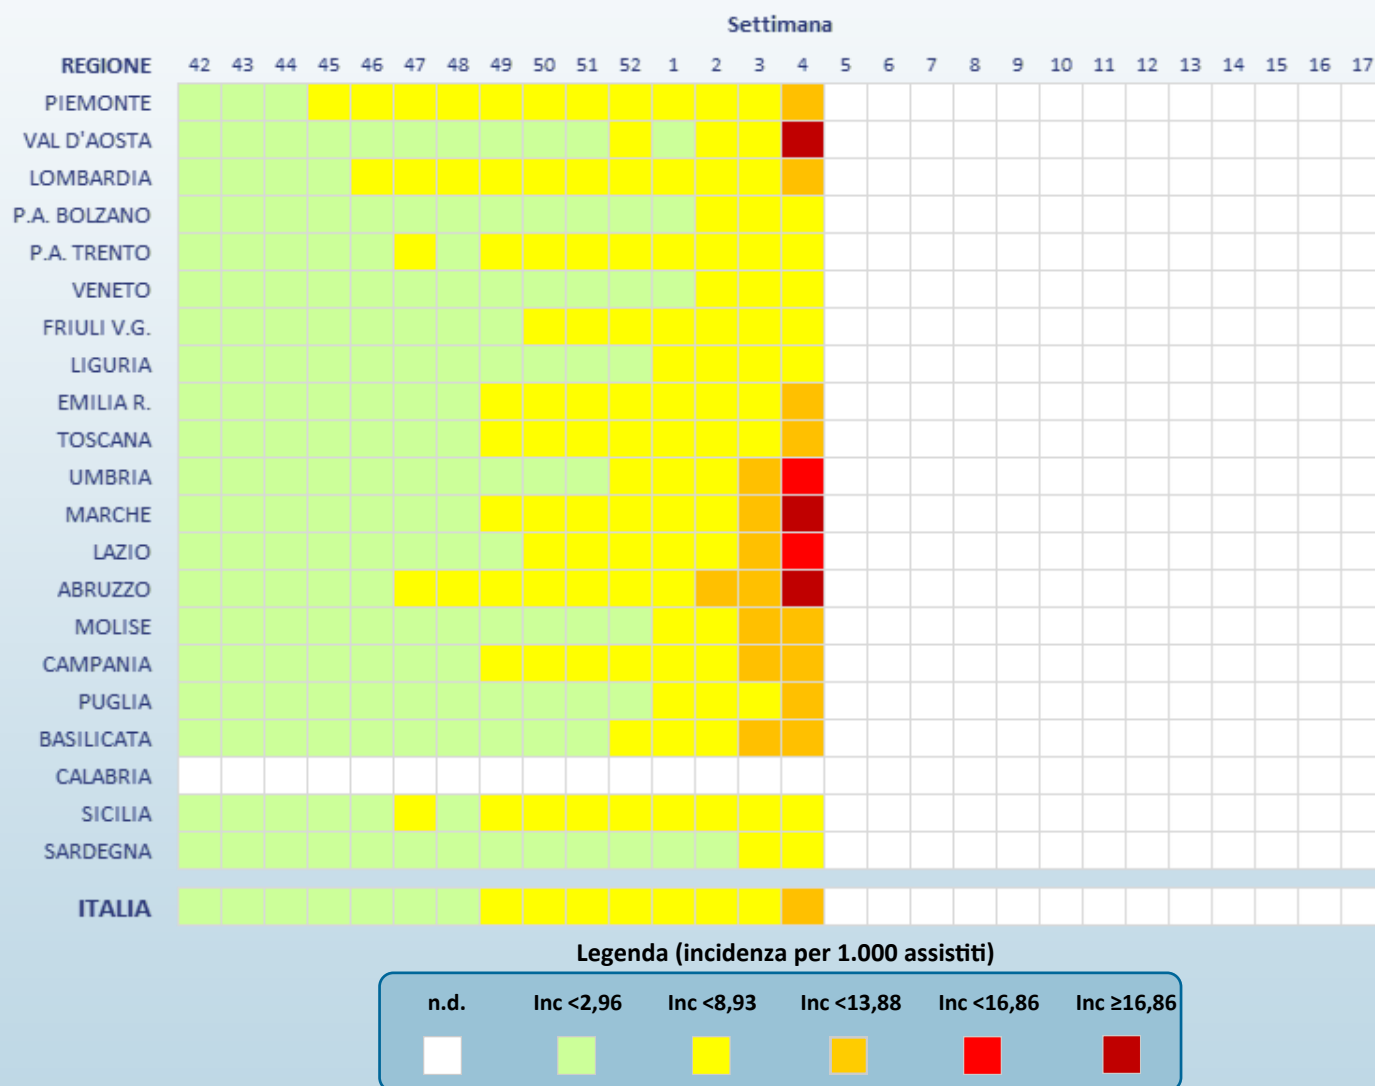 Settimana
REGIONE 42 43 44 45 46 47 48 49 50 51 52 1 2 3 4 5 6 7 8 9 10 11 12 13 14 15 16 17
PIEMONTE
VAL D'AOSTA
LOMBARDIA
P.A. BOLZANO
P.A. TRENTO
VENETO
FRIULI V.G.
LIGURIA
EMILIA R.
TOSCANA
UMBRIA
MARCHE
LAZIO
ABRUZZO
MOLISE
CAMPANIA
PUGLIA
BASILICATA
CALABRIA
SICILIA
SARDEGNA
ITALIA
Legenda (incidenza per 1.000 assistiti)
n.d. Inc <2,96 Inc <8,93 Inc <13,88 Inc <16,86 Inc ≥16,86